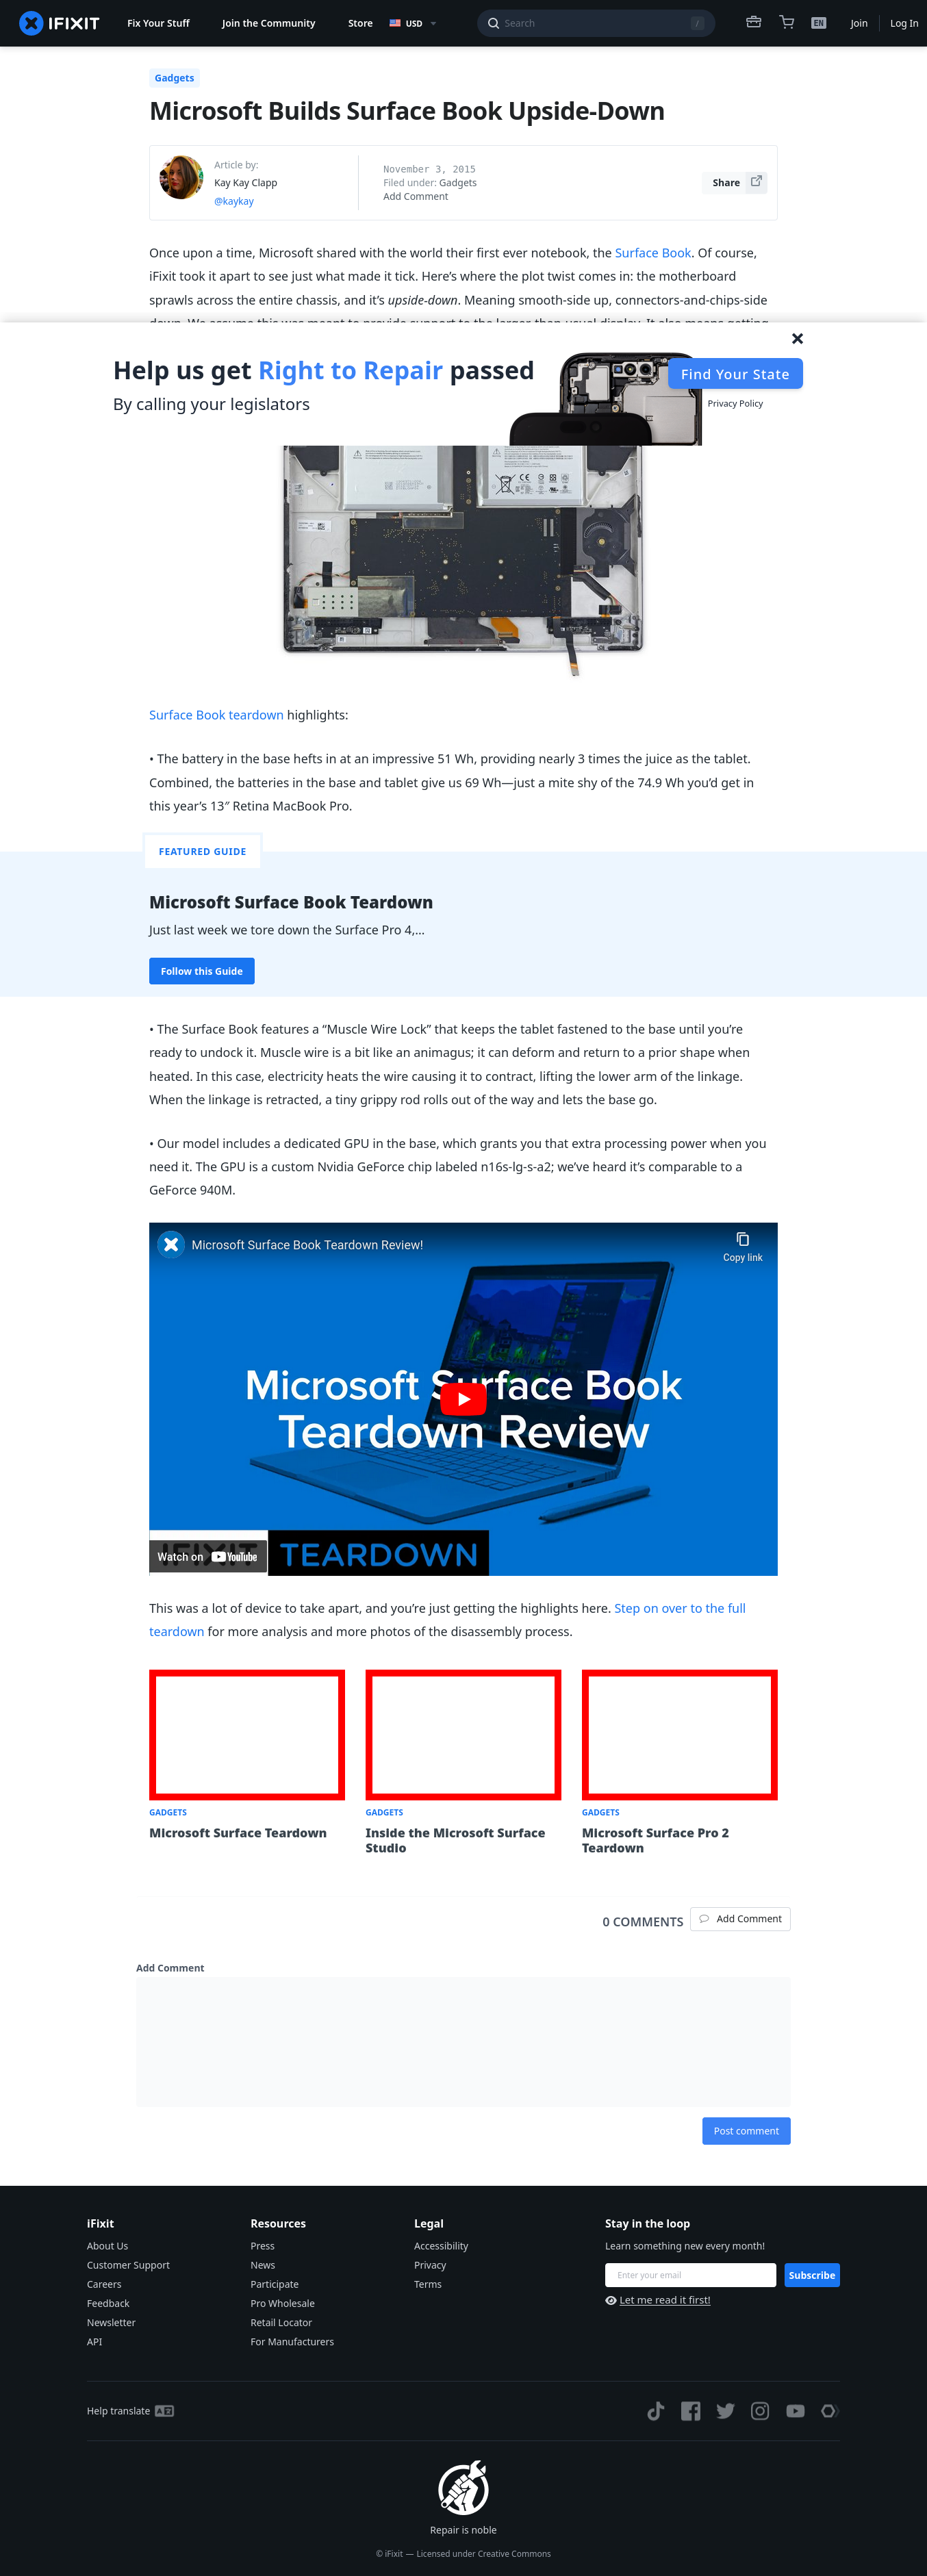 IFIXIT
Fix Your Stuff
Join the Community
Store
USD
Search
/
EN
Join
Log In
Gadgets
Microsoft Builds Surface Book Upside-Down
Article by:
Kay Kay Clapp
@kaykay
November 3, 2015
Filed under: Gadgets
Add Comment
Share
Once upon a time, Microsoft shared with the world their first ever notebook, the Surface Book. Of course,
iFixit took it apart to see just what made it tick. Here’s where the plot twist comes in: the motherboard
sprawls across the entire chassis, and it’s upside-down. Meaning smooth-side up, connectors-and-chips-side
down. We assume this was meant to provide support to the larger-than-usual display. It also means getting
Help us get Right to Repair passed
By calling your legislators
Find Your State
Privacy Policy
Surface Book teardown highlights:
• The battery in the base hefts in at an impressive 51 Wh, providing nearly 3 times the juice as the tablet.
Combined, the batteries in the base and tablet give us 69 Wh—just a mite shy of the 74.9 Wh you’d get in
this year’s 13″ Retina MacBook Pro.
FEATURED GUIDE
Microsoft Surface Book Teardown
Just last week we tore down the Surface Pro 4,...
Follow this Guide
• The Surface Book features a “Muscle Wire Lock” that keeps the tablet fastened to the base until you’re
ready to undock it. Muscle wire is a bit like an animagus; it can deform and return to a prior shape when
heated. In this case, electricity heats the wire causing it to contract, lifting the lower arm of the linkage.
When the linkage is retracted, a tiny grippy rod rolls out of the way and lets the base go.
• Our model includes a dedicated GPU in the base, which grants you that extra processing power when you
need it. The GPU is a custom Nvidia GeForce chip labeled n16s-lg-s-a2; we’ve heard it’s comparable to a
GeForce 940M.
Microsoft Surface Book Teardown Review!
Copy link
Microsoft Surface Book
Teardown Review
Watch on YouTube
IFIXIT TEARDOWN
This was a lot of device to take apart, and you’re just getting the highlights here. Step on over to the full
teardown for more analysis and more photos of the disassembly process.
GADGETS
Microsoft Surface Teardown
GADGETS
Inside the Microsoft Surface
Studio
GADGETS
Microsoft Surface Pro 2
Teardown
0 COMMENTS
Add Comment
Add Comment
Post comment
iFixit
About Us
Customer Support
Careers
Feedback
Newsletter
API
Resources
Press
News
Participate
Pro Wholesale
Retail Locator
For Manufacturers
Legal
Accessibility
Privacy
Terms
Stay in the loop
Learn something new every month!
Enter your email
Subscribe
Let me read it first!
Help translate
Repair is noble
© iFixit — Licensed under Creative Commons